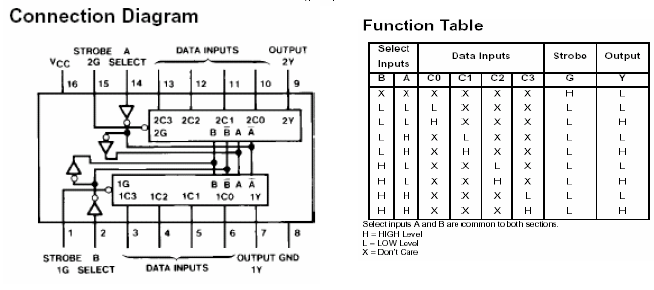 Connection Diagram
STROBE A DATA INPUTS OUTPUT
VCC 2G SELECT 2Y
16 15 14 13 12 11 10 9
2C3 2C2 2C1 2C0 2Y
2G B B̅ A A̅
1G B B̅ A A̅
1C3 1C2 1C1 1C0 1Y
1 2 3 4 5 6 7 8
STROBE B DATA INPUTS OUTPUT GND
1G SELECT 1Y
Function Table
Select Inputs Data Inputs Strobe Output
B A C0 C1 C2 C3 G Y
X X X X X X H L
L L L X X X L L
L L H X X X L H
L H X L X X L L
L H X H X X L H
H L X X L X L L
H L X X H X L H
H H X X X L L L
H H X X X H L H
Select inputs A and B are common to both sections.
H = HIGH Level
L = LOW Level
X = Don't Care